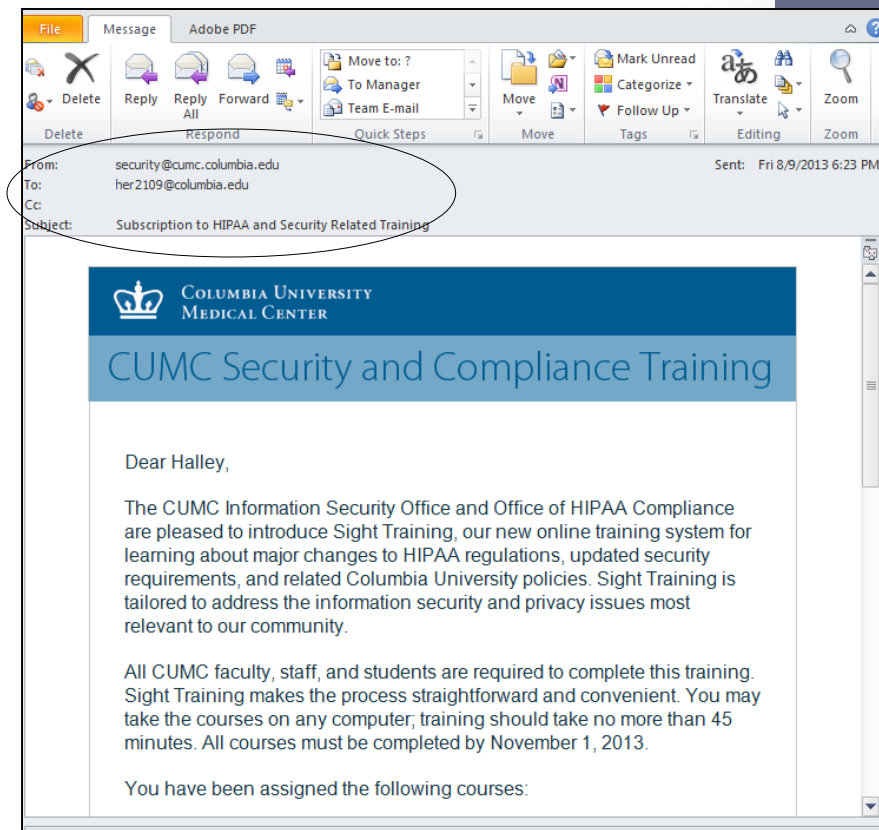 File Message Adobe PDF
Move to: ? Mark Unread
Delete Reply Reply All Forward To Manager Move Categorize Translate Zoom
Team E-mail Follow Up
Delete Respond Quick Steps Move Tags Editing Zoom
From: security@cumc.columbia.edu Sent: Fri 8/9/2013 6:23 PM
To: her2109@columbia.edu
Cc:
Subject: Subscription to HIPAA and Security Related Training
COLUMBIA UNIVERSITY
MEDICAL CENTER
CUMC Security and Compliance Training
Dear Halley,
The CUMC Information Security Office and Office of HIPAA Compliance
are pleased to introduce Sight Training, our new online training system for
learning about major changes to HIPAA regulations, updated security
requirements, and related Columbia University policies. Sight Training is
tailored to address the information security and privacy issues most
relevant to our community.
All CUMC faculty, staff, and students are required to complete this training.
Sight Training makes the process straightforward and convenient. You may
take the courses on any computer; training should take no more than 45
minutes. All courses must be completed by November 1, 2013.
You have been assigned the following courses: